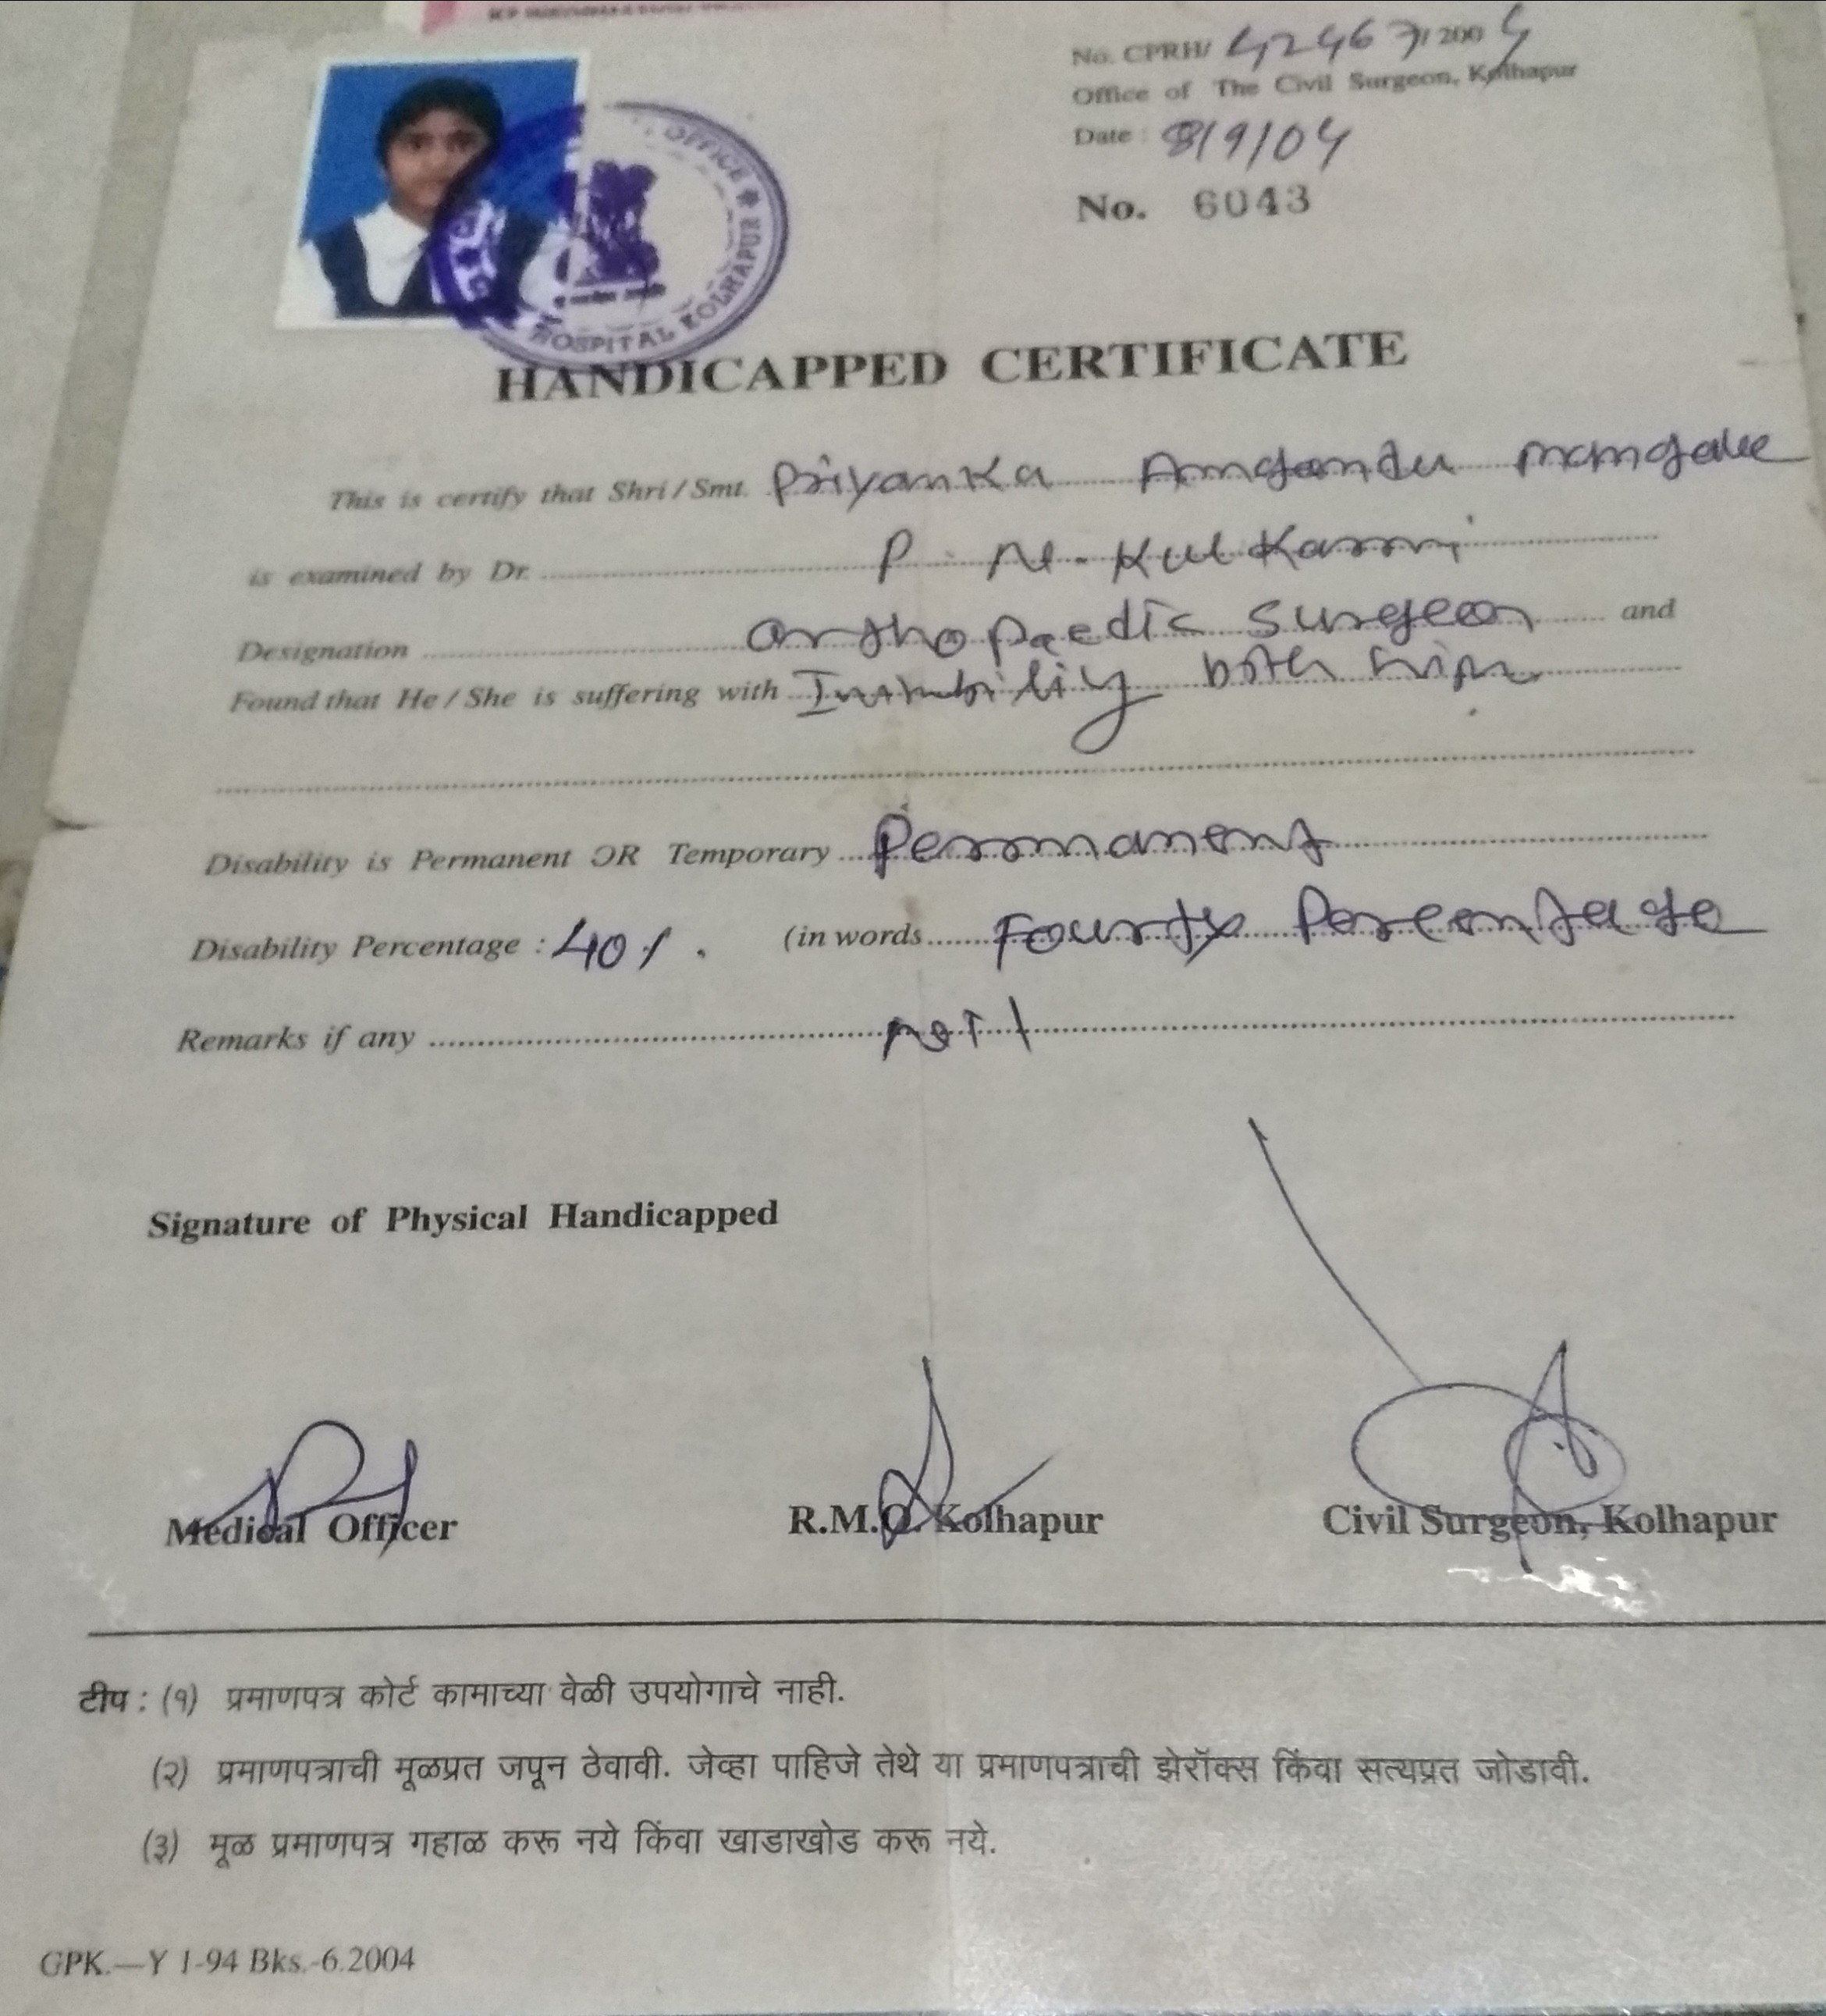 No. CPRH/ 42467/ 2004
Office of The Civil Surgeon, Kolhapur
Date : 8/9/04
No. 6043
OFFICE
HOSPITAL KOLHAPUR
HANDICAPPED CERTIFICATE
This is certify that Shri / Smt. Priyanka
is examined by Dr. P. N. Kulkarni
Designation Orthopaedic Surgeon and
Found that He / She is suffering with Instability both hips
Disability is Permanent OR Temporary Permanent
Disability Percentage : 40% . (in words Fourty Percentage
Remarks if any
Signature of Physical Handicapped
Medical Officer R.M.O. Kolhapur Civil Surgeon, Kolhapur
टीप : (१) प्रमाणपत्र कोर्ट कामाच्या वेळी उपयोगाचे नाही.
(२) प्रमाणपत्राची मूळप्रत जपून ठेवावी. जेव्हा पाहिजे तेथे या प्रमाणपत्राची झेरॉक्स किंवा सत्यप्रत जोडावी.
(३) मूळ प्रमाणपत्र गहाळ करू नये किंवा खाडाखोड करू नये.
GPK.—Y 1-94 Bks.-6.2004